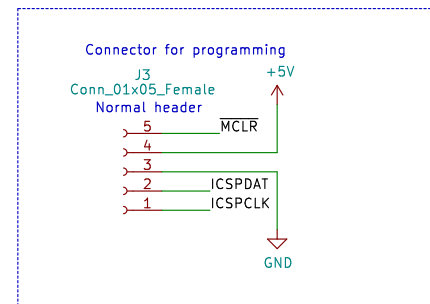 Connector for programming
J3
+5V
Conn_01x05_Female
Normal header
5 MCLR
4
3
2 ICSPDAT
1 ICSPCLK
GND